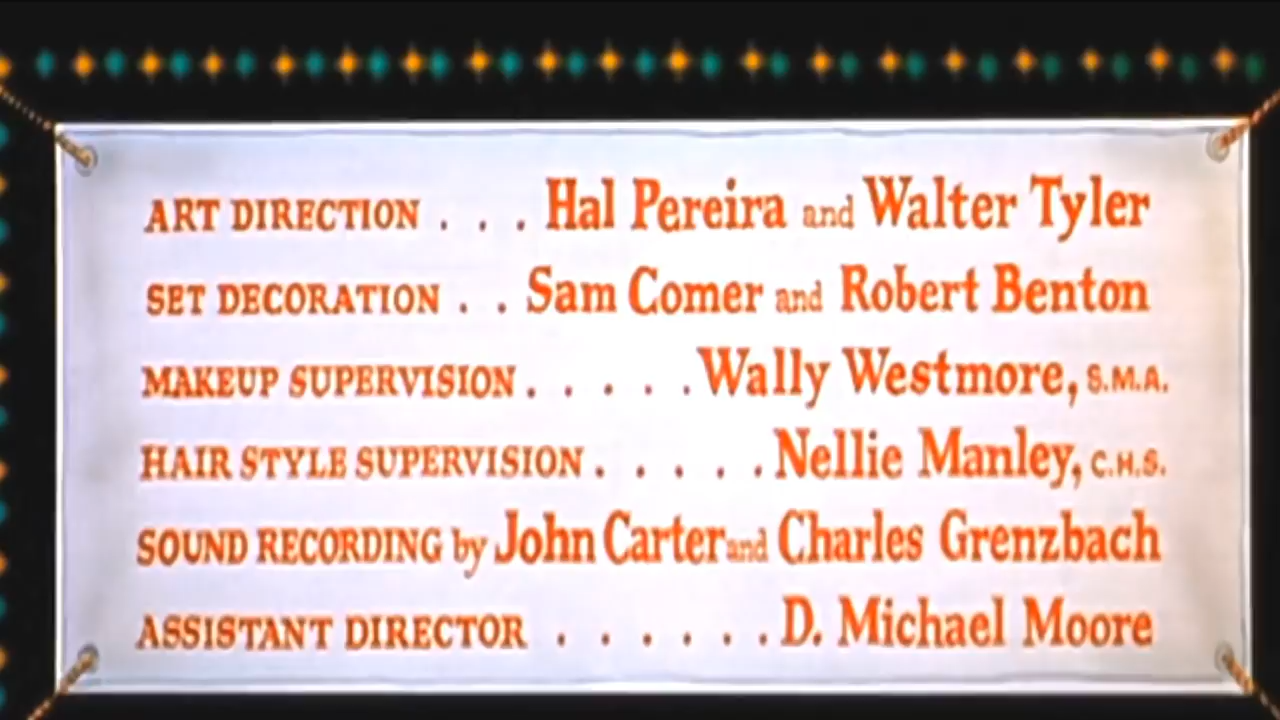 ART DIRECTION . . . Hal Pereira and Walter Tyler
SET DECORATION . . Sam Comer and Robert Benton
MAKEUP SUPERVISION . . . . . Wally Westmore, S.M.A.
HAIR STYLE SUPERVISION . . . . . Nellie Manley, C.H.S.
SOUND RECORDING by John Carter and Charles Grenzbach
ASSISTANT DIRECTOR . . . . . . D. Michael Moore